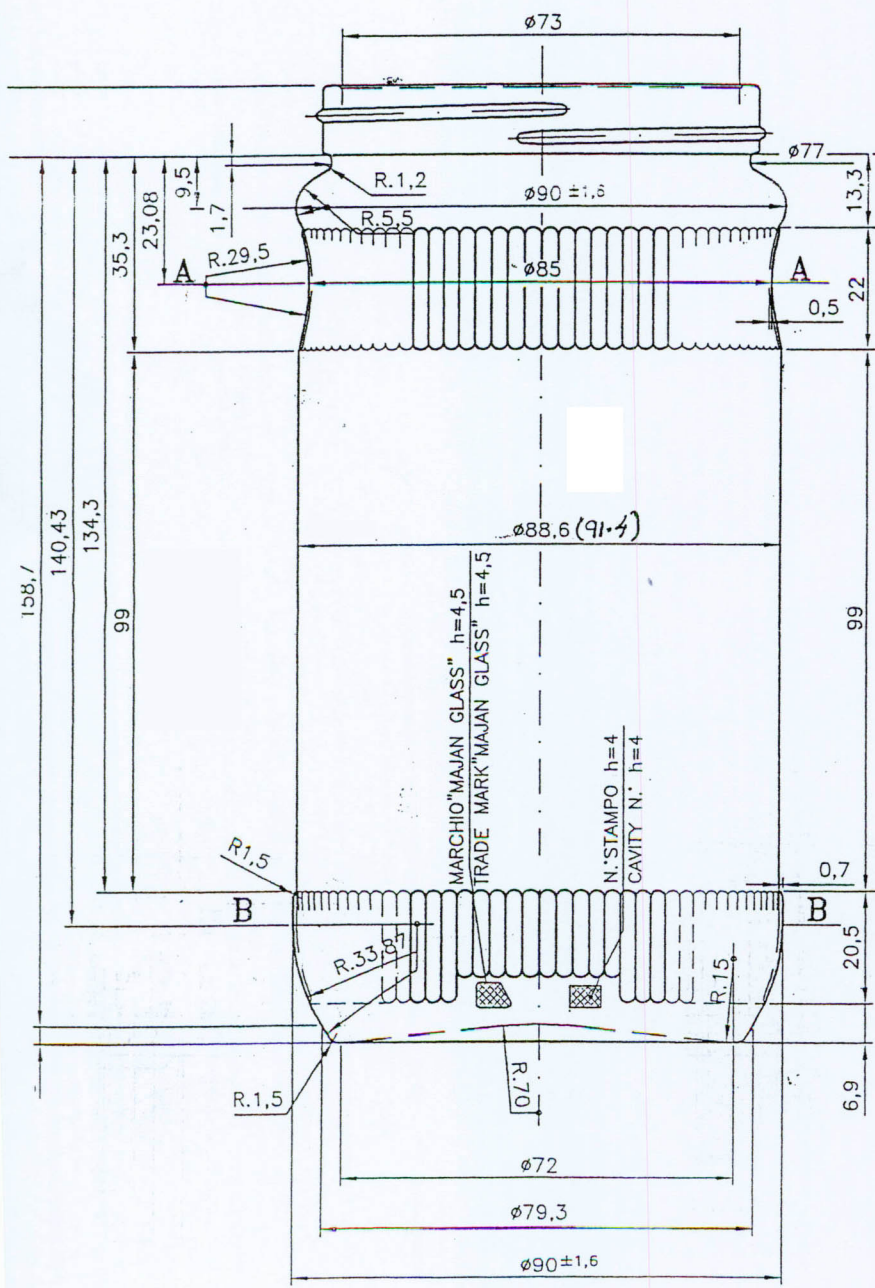 ø73
ø77
R.1,2
9,5
1,7
23,08
35,3
R.5,5
ø90±1,6
13,3
R.29,5
A
A
ø85
22
0,5
140,43
134,3
99
ø88,6 (91.4)
99
MARCHIO"MAJAN GLASS" h=4,5
TRADE MARK"MAJAN GLASS" h=4,5
N.°STAMPO h=4
CAVITY N.° h=4
R1,5
0,7
B
B
R.33,87
R.15
20,5
R.1,5
R.70
6,9
ø72
ø79,3
ø90±1,6